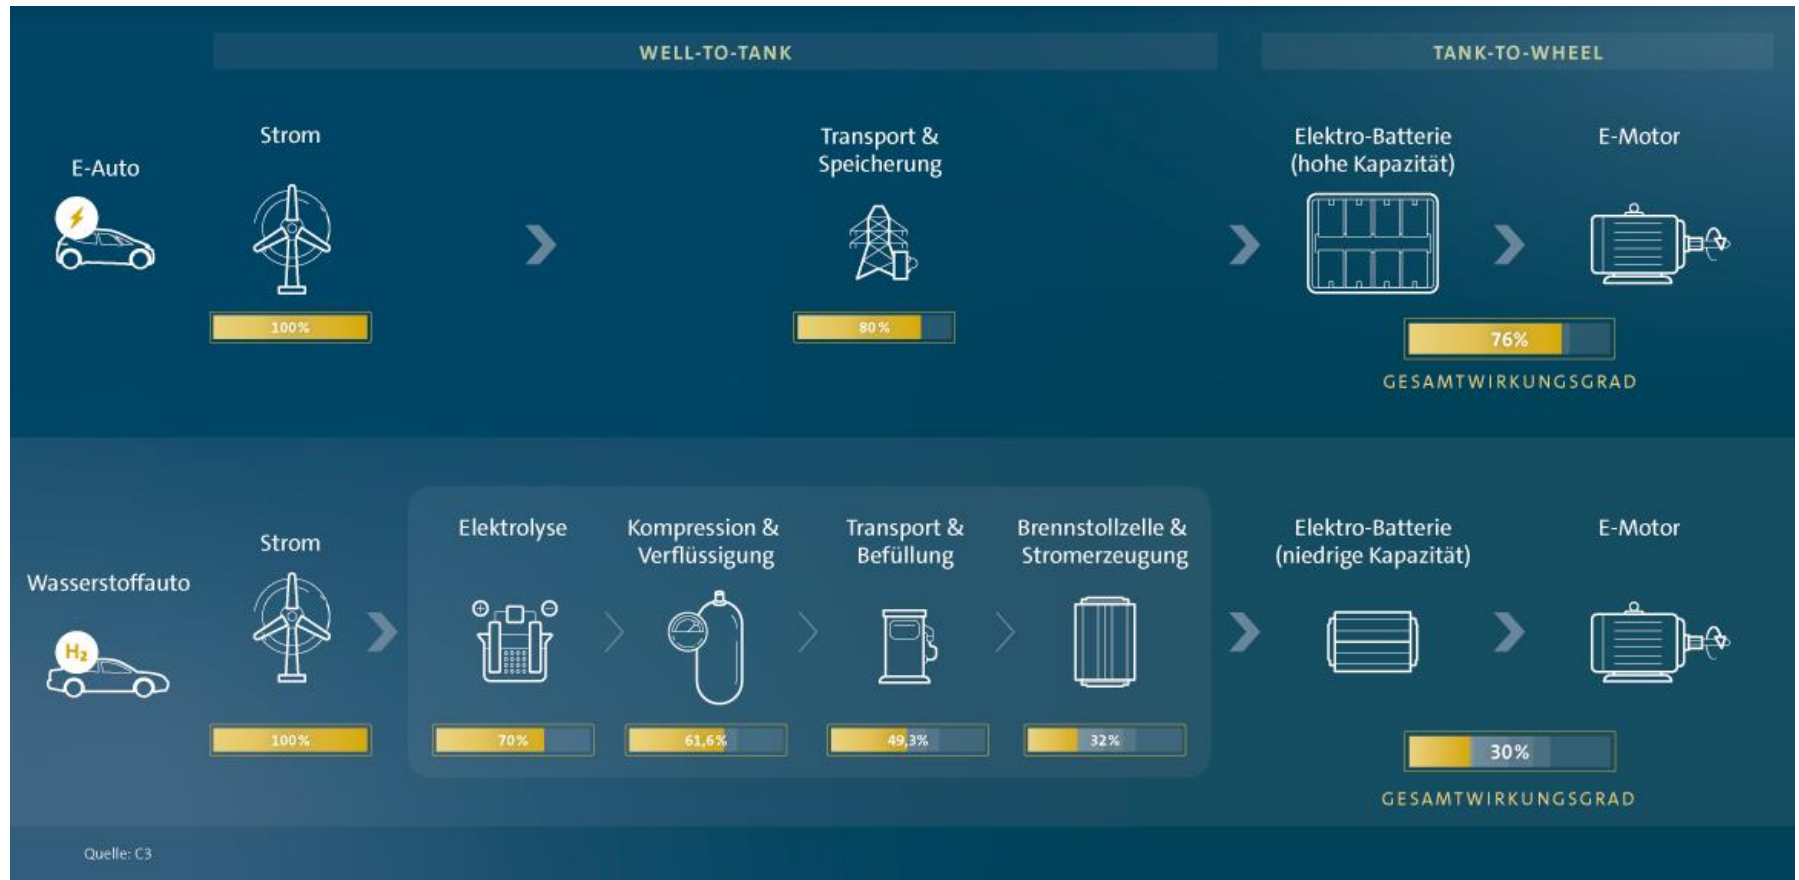 WELL-TO-TANK
TANK-TO-WHEEL
E-Auto
Strom
100%
Transport &
Speicherung
80%
Elektro-Batterie
(hohe Kapazität)
E-Motor
76%
GESAMTWIRKUNGSGRAD
Wasserstoffauto
H₂
Strom
100%
Elektrolyse
70%
Kompression &
Verflüssigung
61,6%
Transport &
Befüllung
49,3%
Brennstollzelle &
Stromerzeugung
32%
Elektro-Batterie
(niedrige Kapazität)
E-Motor
30%
GESAMTWIRKUNGSGRAD
Quelle: C3